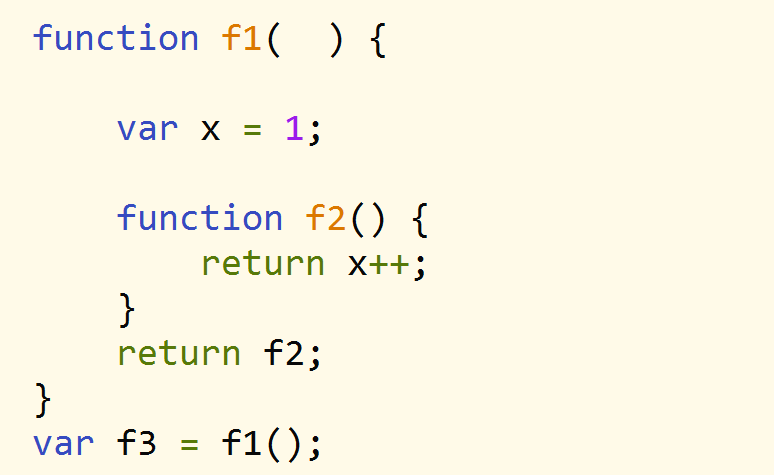 function f1(  ) {
var x = 1;
function f2() {
return x++;
}
return f2;
}
var f3 = f1();